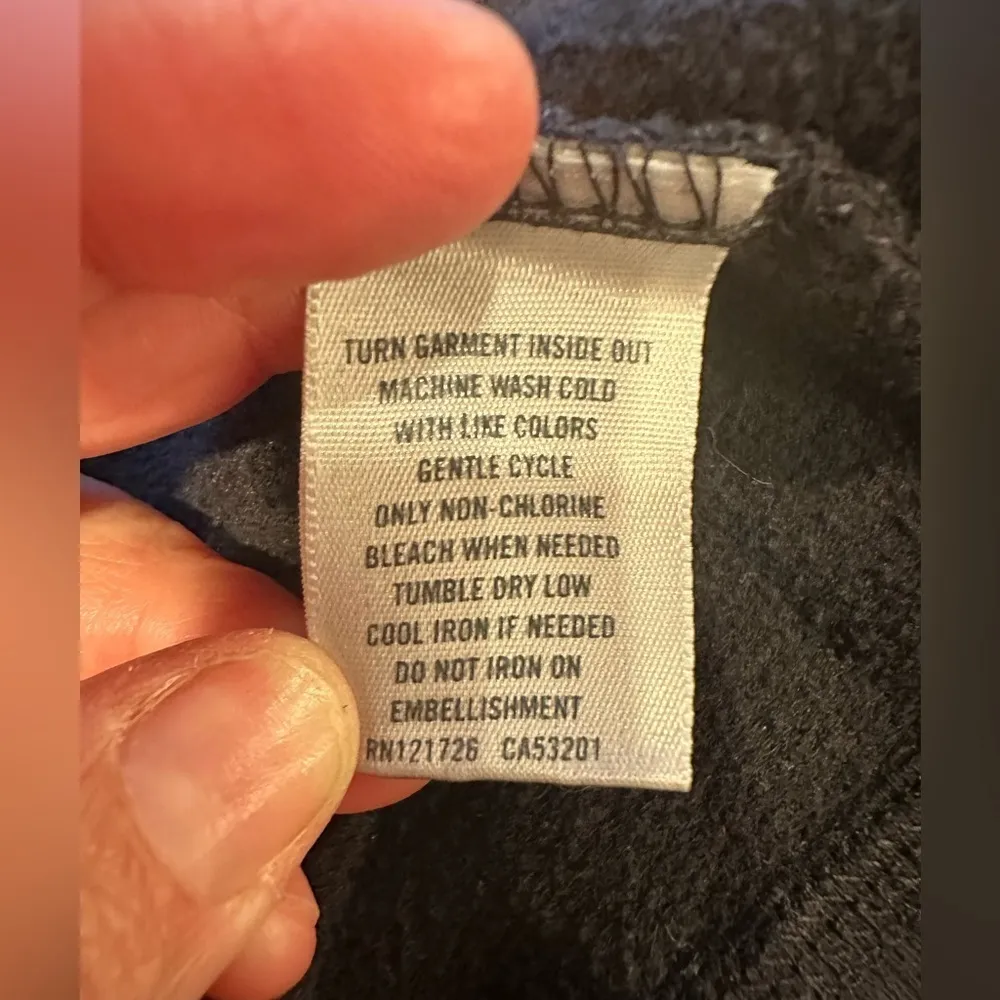 TURN GARMENT INSIDE OUT
MACHINE WASH COLD
WITH LIKE COLORS
GENTLE CYCLE
ONLY NON-CHLORINE
BLEACH WHEN NEEDED
TUMBLE DRY LOW
COOL IRON IF NEEDED
DO NOT IRON ON
EMBELLISHMENT
RN121726 CA53201